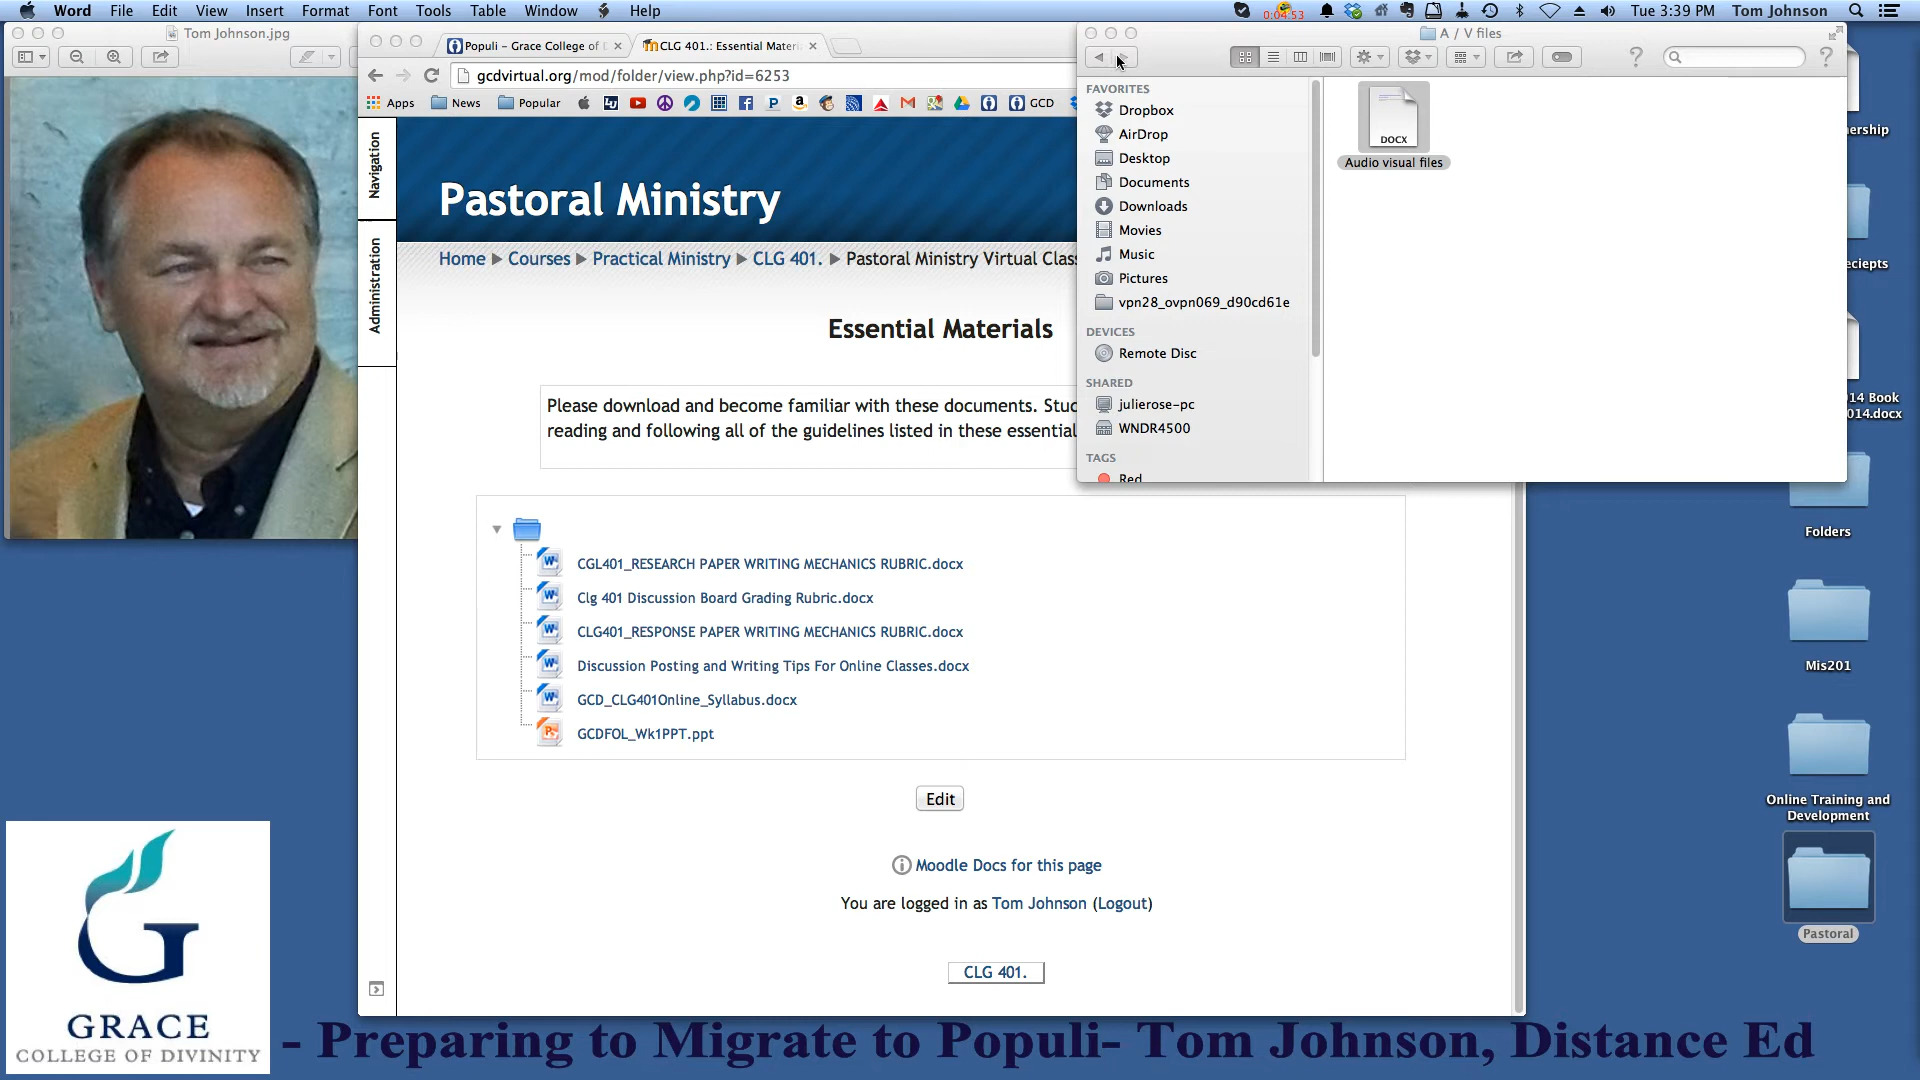 Word File Edit View Insert Format Font Tools Table Window Help
0:04:53 Tue 3:39 PM Tom Johnson
Tom Johnson.jpg
Populi – Grace College of D
CLG 401.: Essential Materi
gcdvirtual.org/mod/folder/view.php?id=6253
Apps News Popular GCD
Navigation
Administration
Pastoral Ministry
Home Courses Practical Ministry CLG 401. Pastoral Ministry Virtual Clas
Essential Materials
Please download and become familiar with these documents. Stuc
reading and following all of the guidelines listed in these essential
CGL401_RESEARCH PAPER WRITING MECHANICS RUBRIC.docx
Clg 401 Discussion Board Grading Rubric.docx
CLG401_RESPONSE PAPER WRITING MECHANICS RUBRIC.docx
Discussion Posting and Writing Tips For Online Classes.docx
GCD_CLG401Online_Syllabus.docx
GCDFOL_Wk1PPT.ppt
Edit
Moodle Docs for this page
You are logged in as Tom Johnson (Logout)
CLG 401.
A / V files
FAVORITES
Dropbox
AirDrop
Desktop
Documents
Downloads
Movies
Music
Pictures
vpn28_ovpn069_d90cd61e
DEVICES
Remote Disc
SHARED
julierose-pc
WNDR4500
TAGS
Red
DOCX
Audio visual files
ership
eciepts
14 Book
014.docx
Folders
Mis201
Online Training and
Development
Pastoral
G
GRACE
COLLEGE OF DIVINITY
- Preparing to Migrate to Populi- Tom Johnson, Distance Ed